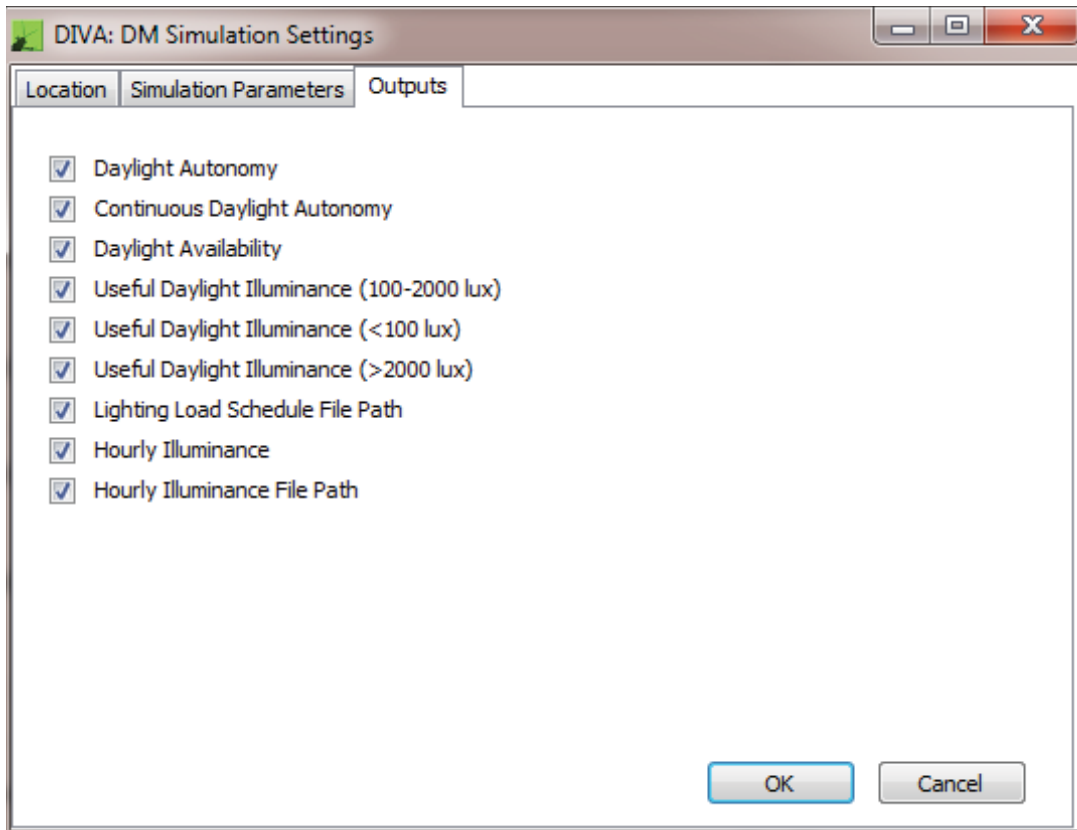 DIVA: DM Simulation Settings
Location Simulation Parameters Outputs
Daylight Autonomy
Continuous Daylight Autonomy
Daylight Availability
Useful Daylight Illuminance (100-2000 lux)
Useful Daylight Illuminance (<100 lux)
Useful Daylight Illuminance (>2000 lux)
Lighting Load Schedule File Path
Hourly Illuminance
Hourly Illuminance File Path
OK Cancel